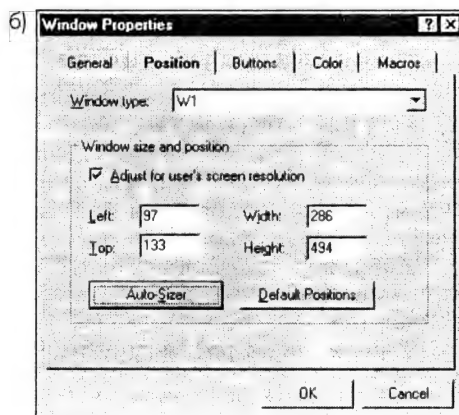 б)
Window Properties
General Position Buttons Color Macros
Window type: W1
Window size and position
Adjust for user's screen resolution
Left: 97 Width: 286
Top: 133 Height: 494
Auto-Sizer Default Positions
OK Cancel